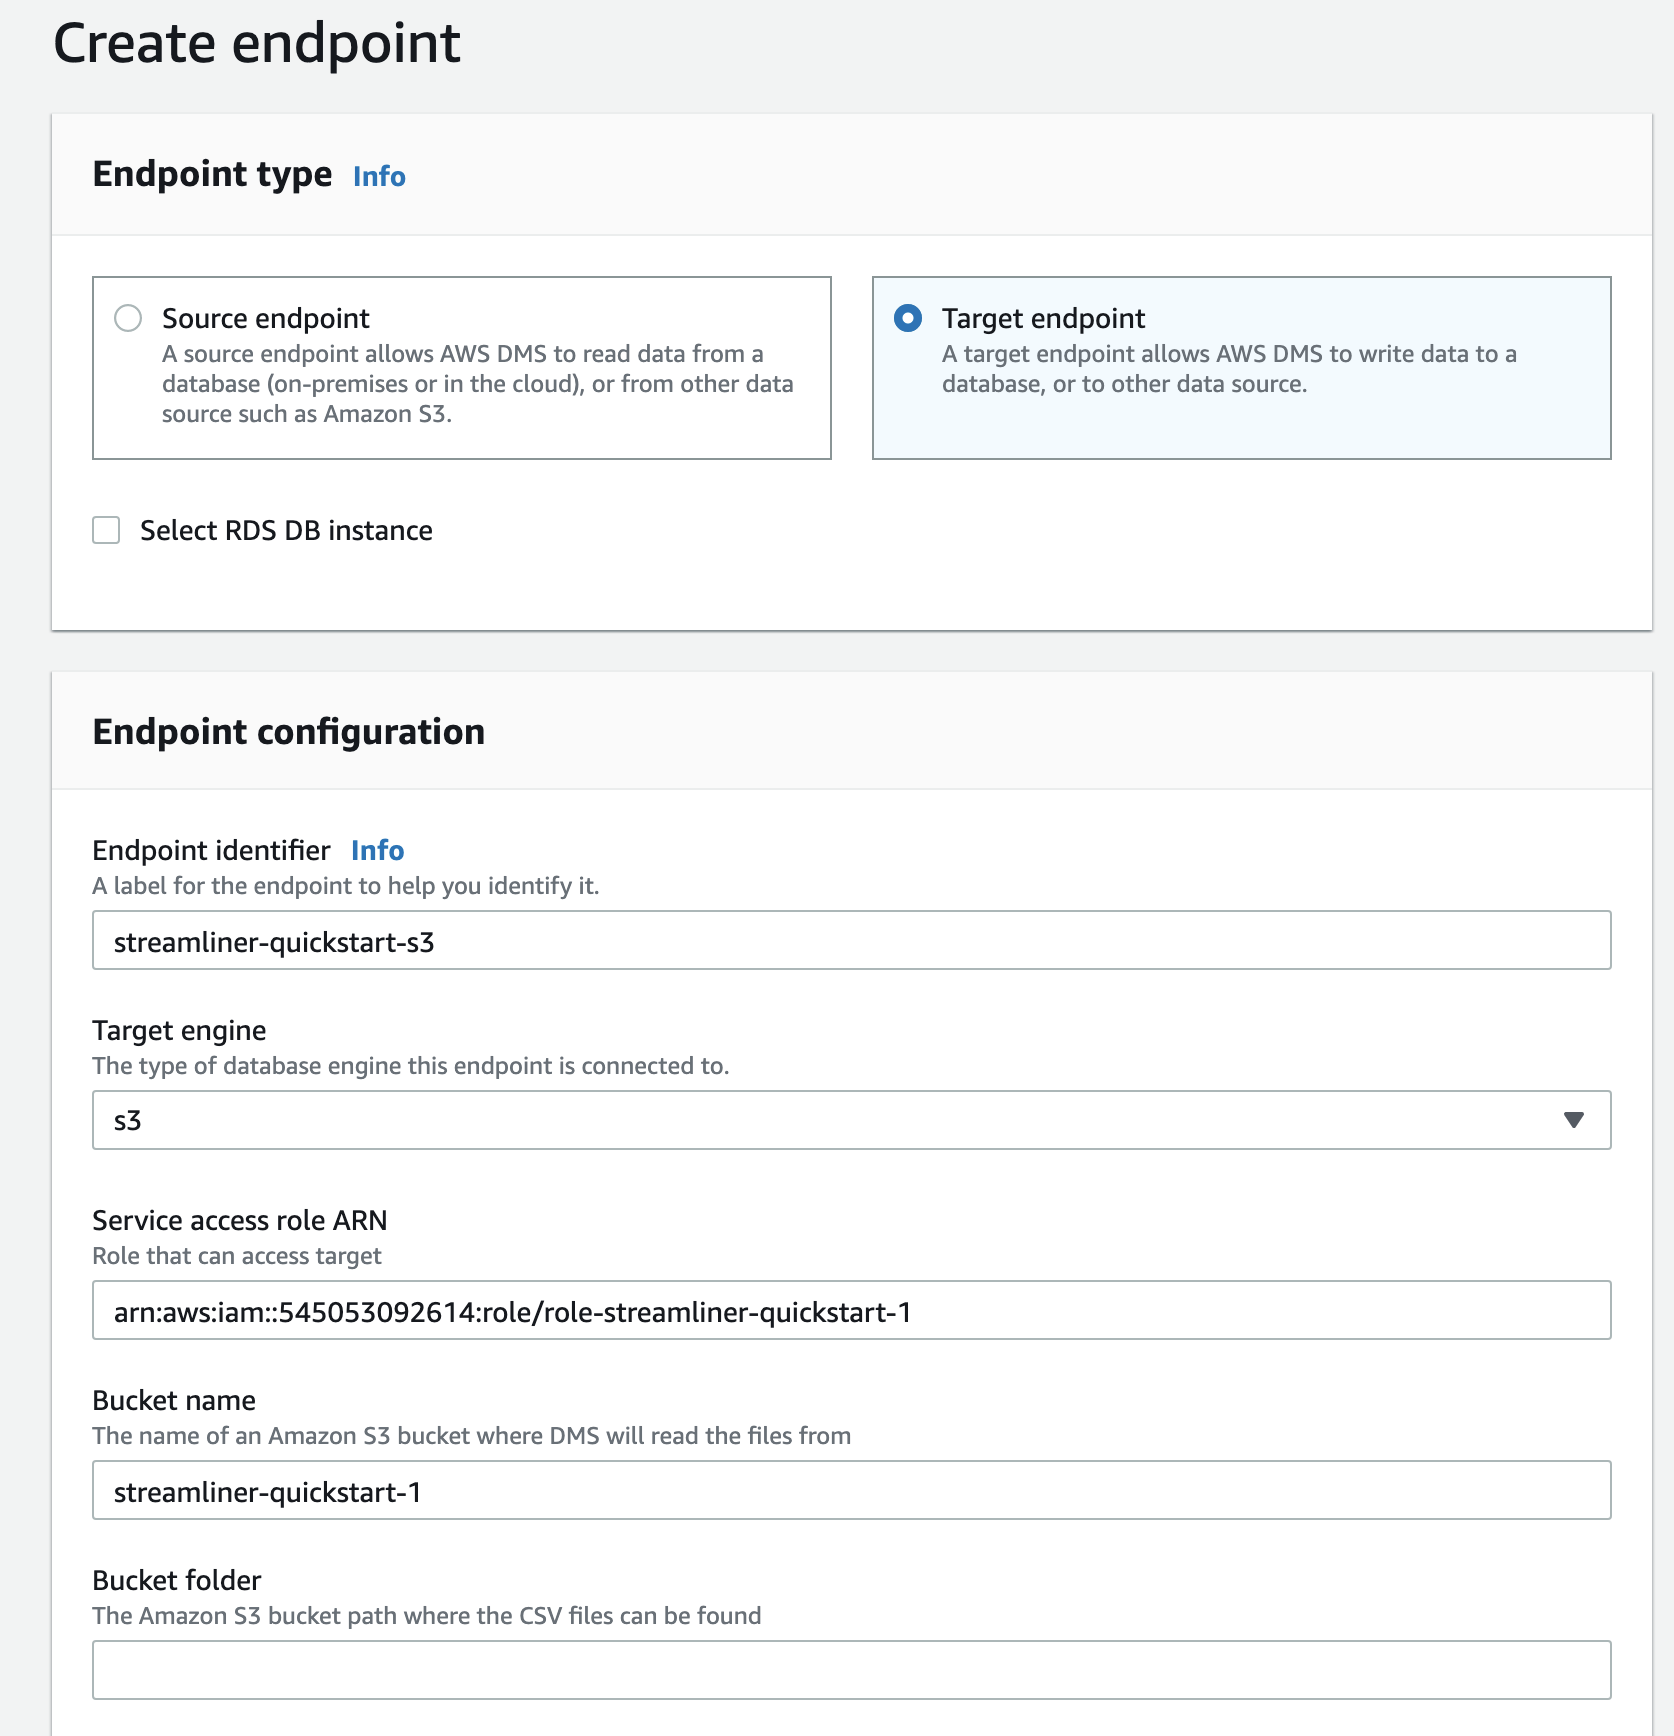 Create endpoint
Endpoint type Info
Source endpoint
A source endpoint allows AWS DMS to read data from a
database (on-premises or in the cloud), or from other data
source such as Amazon S3.
Target endpoint
A target endpoint allows AWS DMS to write data to a
database, or to other data source.
Select RDS DB instance
Endpoint configuration
Endpoint identifier Info
A label for the endpoint to help you identify it.
streamliner-quickstart-s3
Target engine
The type of database engine this endpoint is connected to.
s3
Service access role ARN
Role that can access target
arn:aws:iam::545053092614:role/role-streamliner-quickstart-1
Bucket name
The name of an Amazon S3 bucket where DMS will read the files from
streamliner-quickstart-1
Bucket folder
The Amazon S3 bucket path where the CSV files can be found